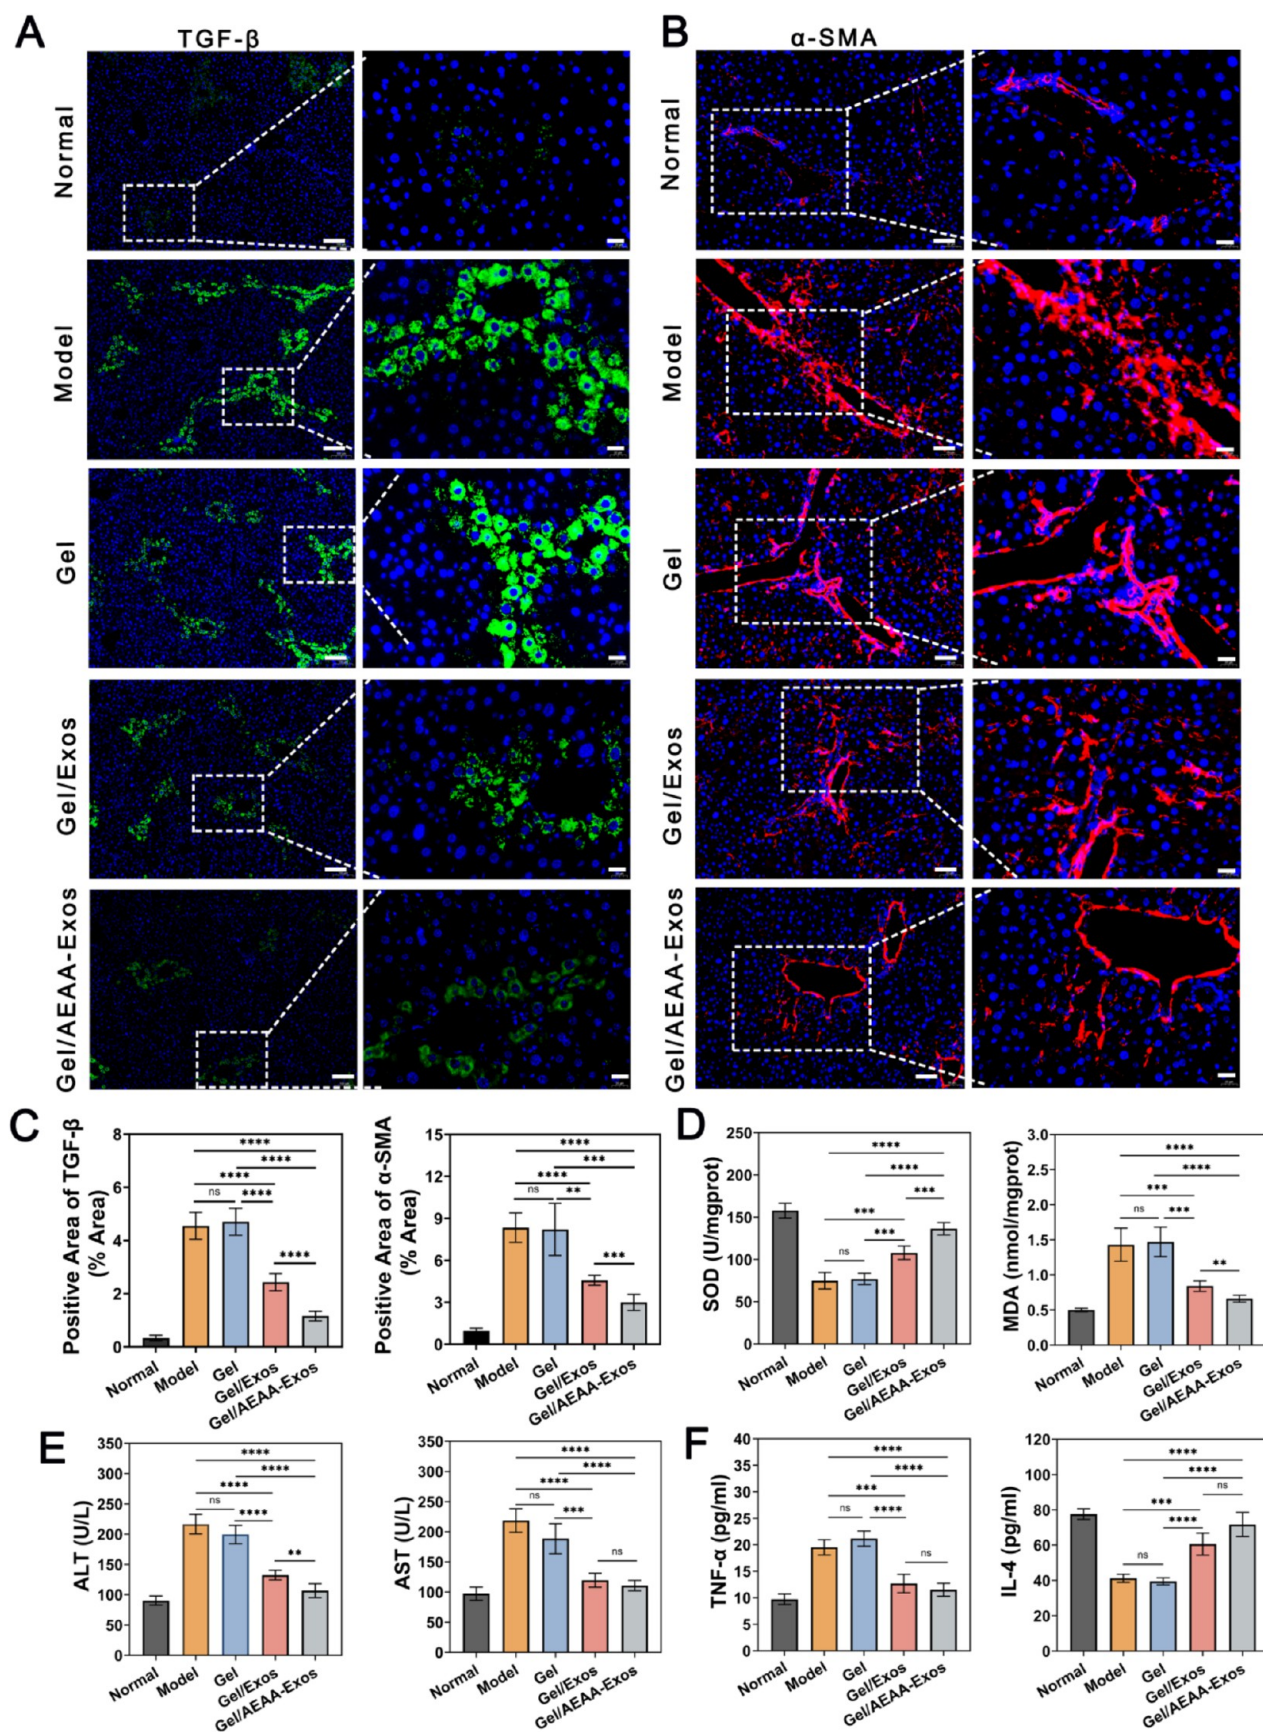 A
TGF-β
B
α-SMA
Normal
Normal
Model
Model
Gel
Gel
Gel/Exos
Gel/Exos
Gel/AEAA-Exos
Gel/AEAA-Exos
C
Positive Area of TGF-β
(% Area)
8
6
4
2
0
****
****
****
ns
****
****
Normal
Model
Gel
Gel/Exos
Gel/AEAA-Exos
Positive Area of α-SMA
(% Area)
15
12
9
6
3
0
****
***
****
ns
**
***
Normal
Model
Gel
Gel/Exos
Gel/AEAA-Exos
D
SOD (U/mgprot)
250
200
150
100
50
0
****
****
***
***
***
ns
Normal
Model
Gel
Gel/Exos
Gel/AEAA-Exos
MDA (nmol/mgprot)
3.0
2.5
2.0
1.5
1.0
0.5
0.0
****
****
***
ns
***
**
Normal
Model
Gel
Gel/Exos
Gel/AEAA-Exos
E
ALT (U/L)
350
300
250
200
150
100
50
0
****
****
****
ns
****
**
Normal
Model
Gel
Gel/Exos
Gel/AEAA-Exos
AST (U/L)
350
300
250
200
150
100
50
0
****
****
****
ns
***
ns
Normal
Model
Gel
Gel/Exos
Gel/AEAA-Exos
F
TNF-α (pg/ml)
40
35
30
25
20
15
10
5
0
****
****
***
ns
****
ns
Normal
Model
Gel
Gel/Exos
Gel/AEAA-Exos
IL-4 (pg/ml)
120
100
80
60
40
20
0
****
****
ns
***
****
ns
Normal
Model
Gel
Gel/Exos
Gel/AEAA-Exos